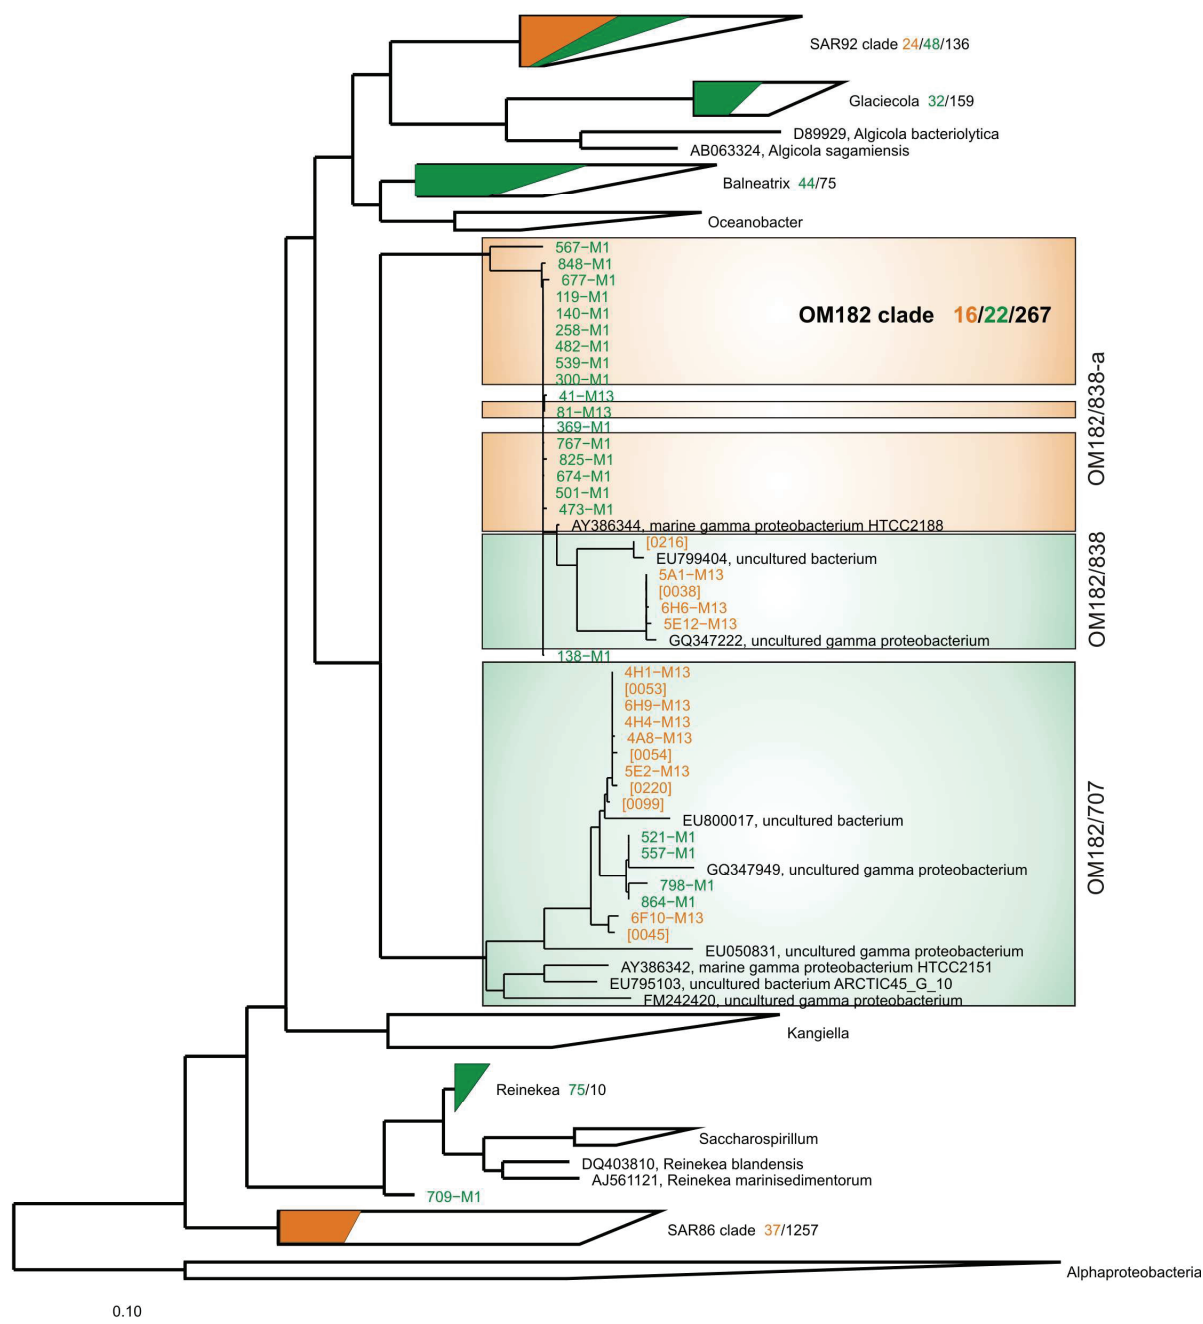 SAR92 clade 24/48/136
Glaciecola 32/159
D89929, Algicola bacteriolytica
AB063324, Algicola sagamiensis
Balneatrix 44/75
Oceanobacter
567−M1
848−M1
677−M1
119−M1
140−M1
OM182 clade 16/22/267
258−M1
482−M1
539−M1
300−M1
41−M13
81−M13
369−M1
767−M1
825−M1
674−M1
501−M1
473−M1
OM182/838-a
AY386344, marine gamma proteobacterium HTCC2188
[0216]
EU799404, uncultured bacterium
5A1−M13
[0038]
6H6−M13
5E12−M13
GQ347222, uncultured gamma proteobacterium
OM182/838
138−M1
4H1−M13
[0053]
6H9−M13
4H4−M13
4A8−M13
[0054]
5E2−M13
[0220]
[0099]
EU800017, uncultured bacterium
521−M1
557−M1
GQ347949, uncultured gamma proteobacterium
798−M1
864−M1
6F10−M13
[0045]
OM182/707
EU050831, uncultured gamma proteobacterium
AY386342, marine gamma proteobacterium HTCC2151
EU795103, uncultured bacterium ARCTIC45_G_10
FM242420, uncultured gamma proteobacterium
Kangiella
Reinekea 75/10
Saccharospirillum
DQ403810, Reinekea blandensis
AJ561121, Reinekea marinisedimentorum
709−M1
SAR86 clade 37/1257
Alphaproteobacteria
0.10